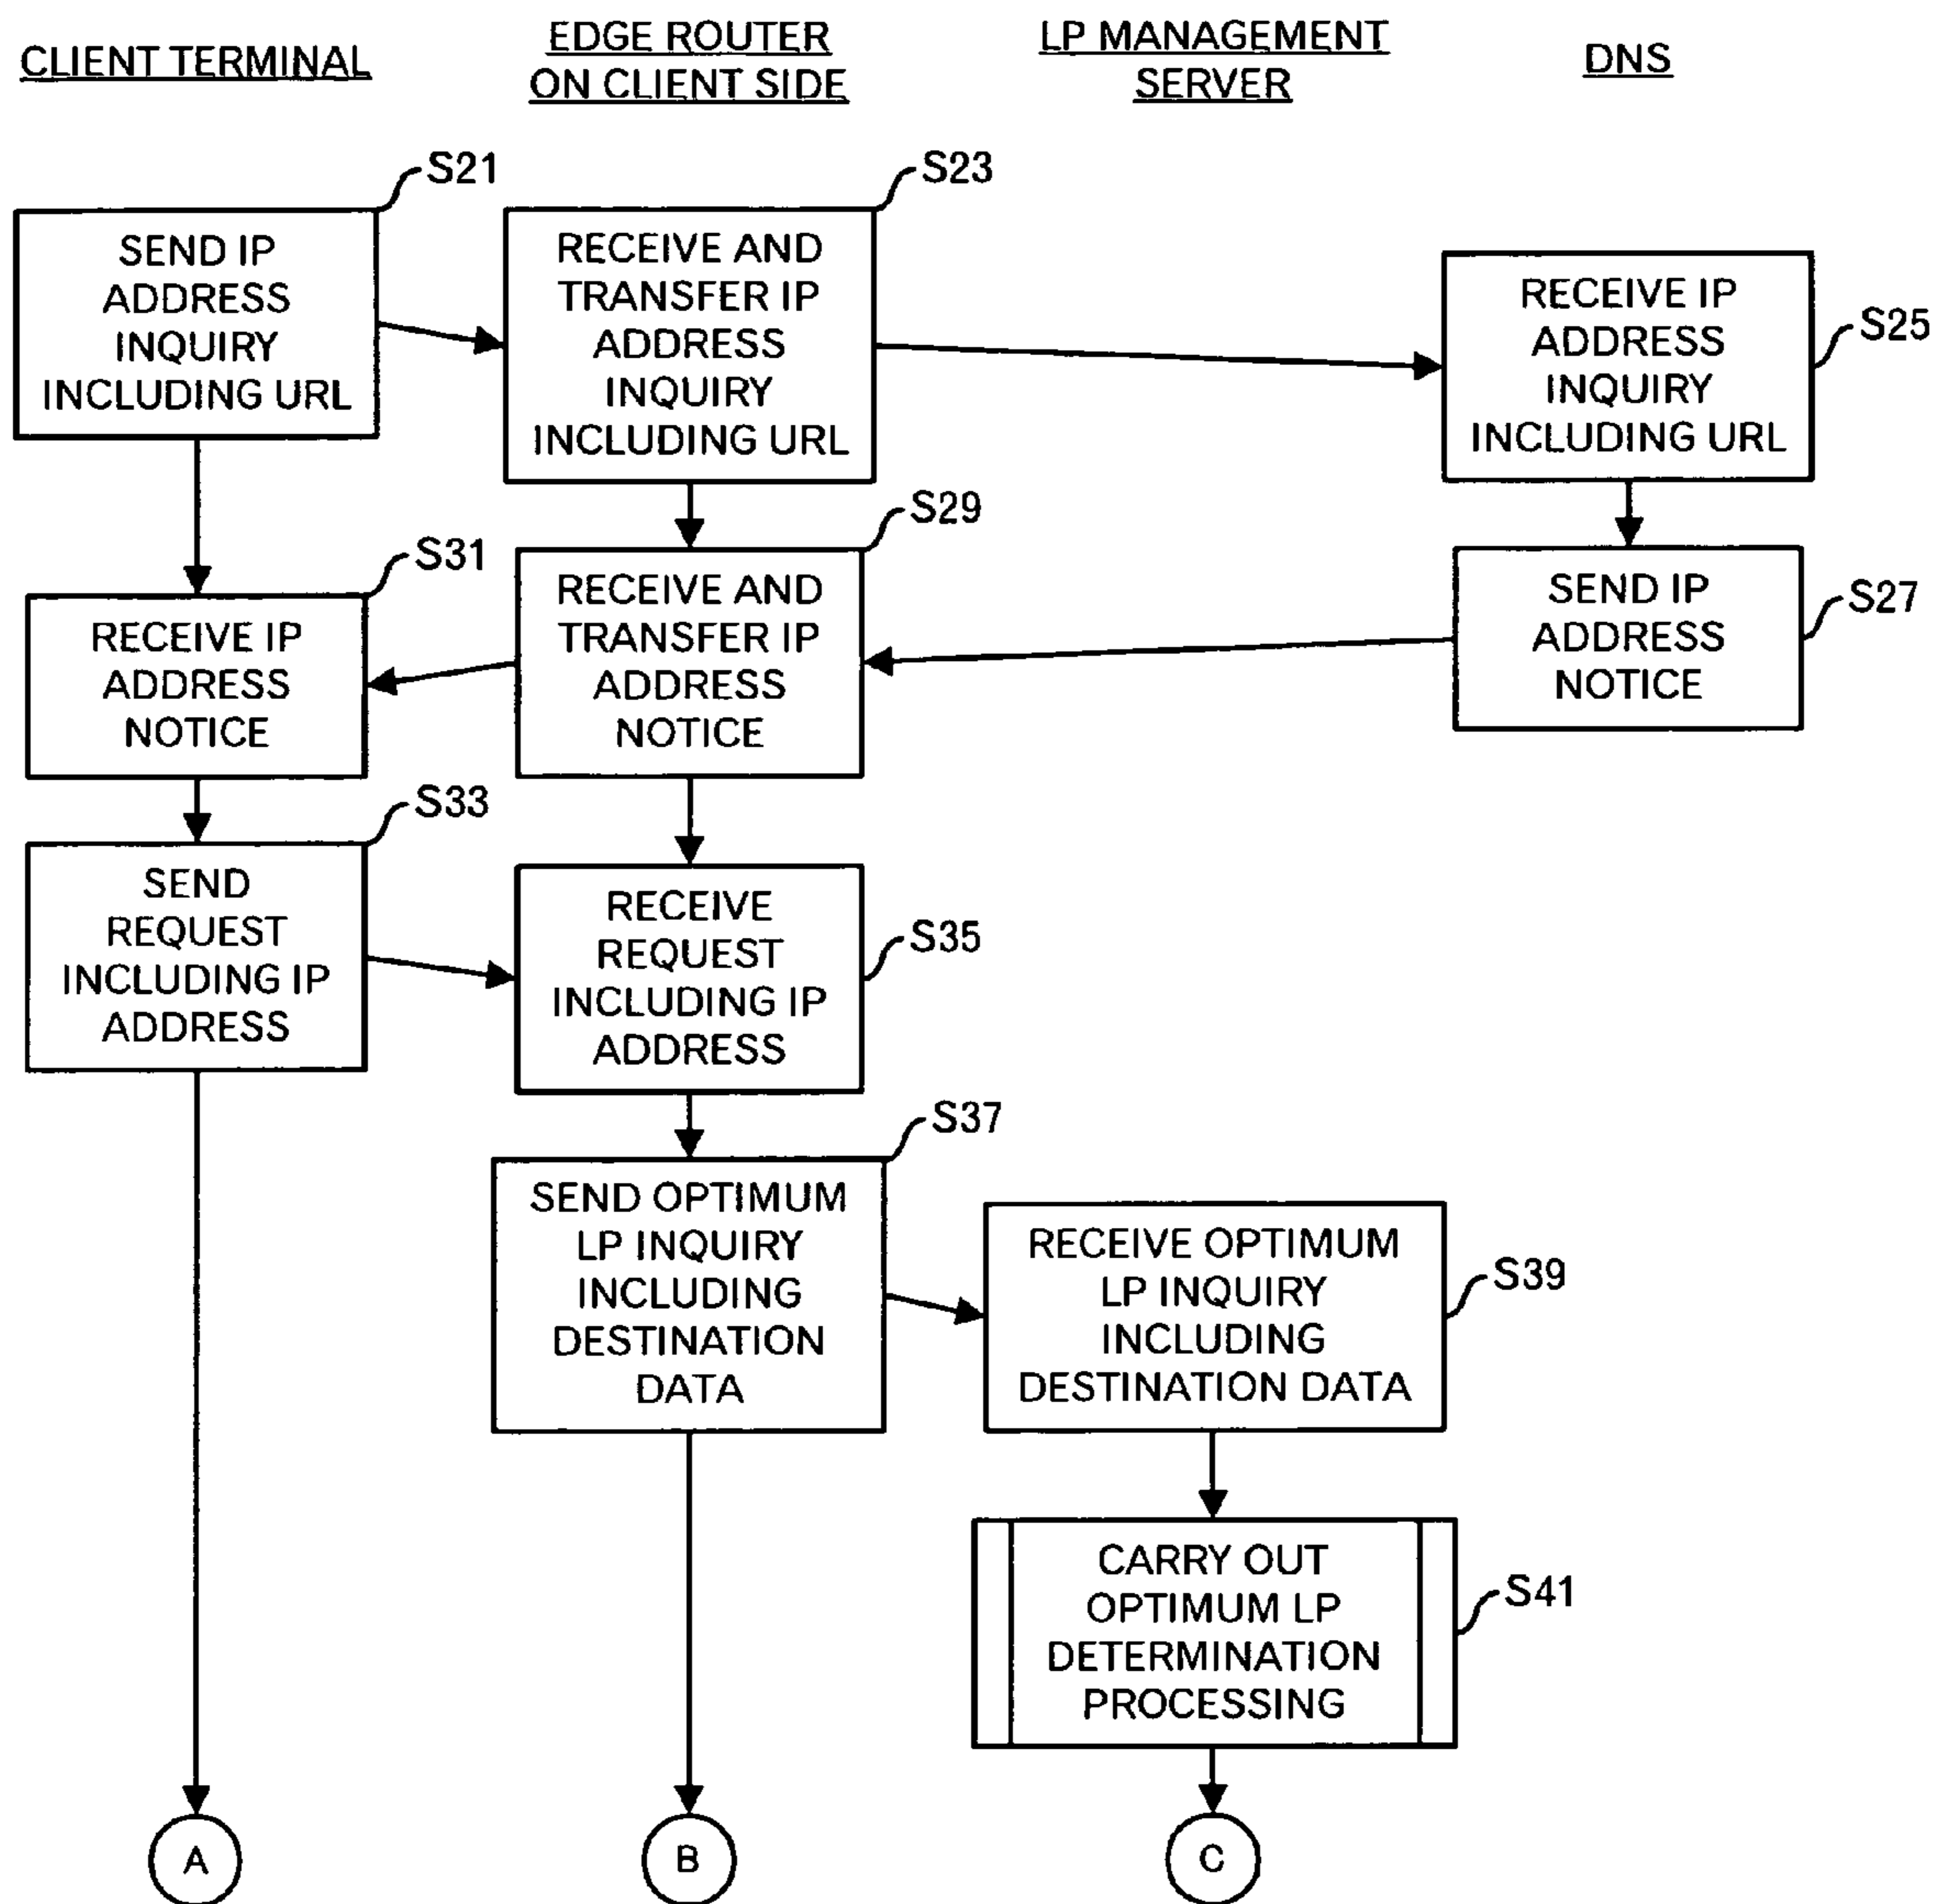 CLIENT TERMINAL
EDGE ROUTER
ON CLIENT SIDE
LP MANAGEMENT
SERVER
DNS
S21
SEND IP
ADDRESS
INQUIRY
INCLUDING URL
S23
RECEIVE AND
TRANSFER IP
ADDRESS
INQUIRY
INCLUDING URL
S25
RECEIVE IP
ADDRESS
INQUIRY
INCLUDING URL
S27
SEND IP
ADDRESS
NOTICE
S29
RECEIVE AND
TRANSFER IP
ADDRESS
NOTICE
S31
RECEIVE IP
ADDRESS
NOTICE
S33
SEND
REQUEST
INCLUDING IP
ADDRESS
S35
RECEIVE
REQUEST
INCLUDING IP
ADDRESS
S37
SEND OPTIMUM
LP INQUIRY
INCLUDING
DESTINATION
DATA
S39
RECEIVE OPTIMUM
LP INQUIRY
INCLUDING
DESTINATION DATA
S41
CARRY OUT
OPTIMUM LP
DETERMINATION
PROCESSING
A
B
C